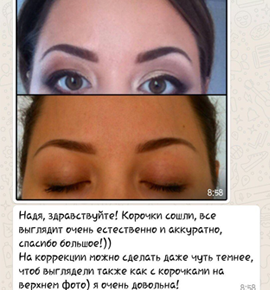 8:58
Надя, здравствуйте! Корочки сошли, все
выглядит очень естественно и аккуратно,
спасибо большое!))
На коррекции можно сделать даже чуть темнее,
чтоб выглядели также как с корочками на
верхнем фото) я очень довольна!
8:58